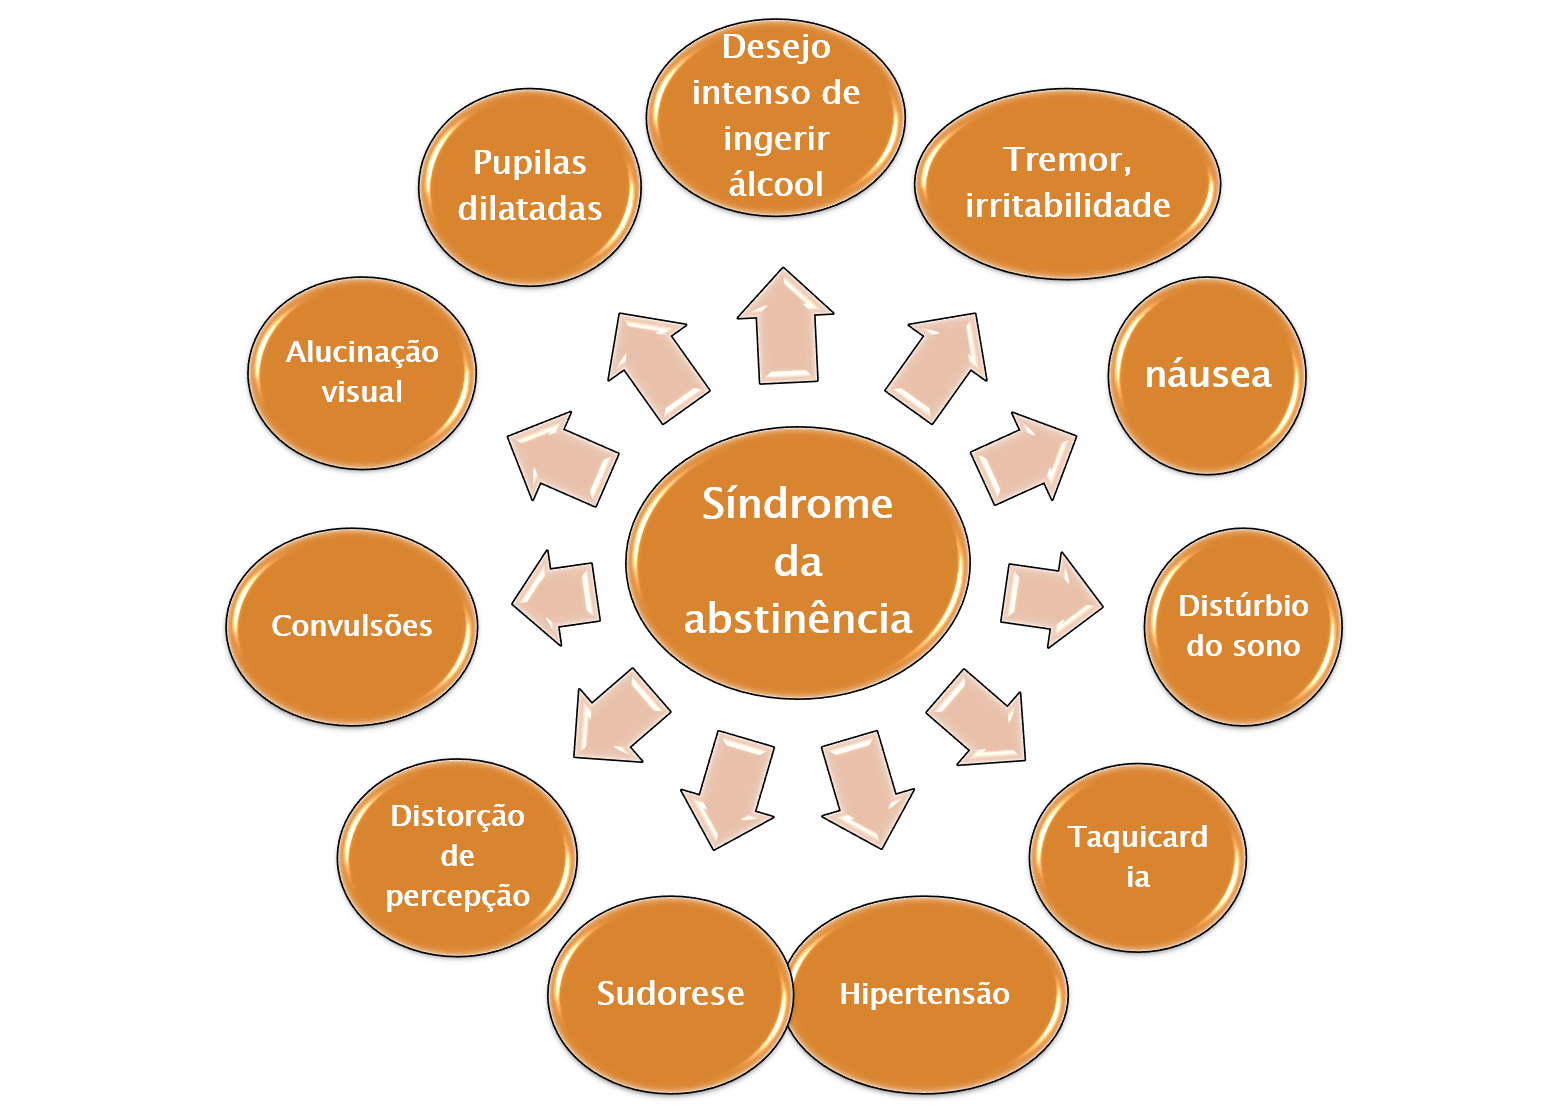 Desejo
intenso de
ingerir
álcool
Tremor,
irritabilidade
náusea
Distúrbio
do sono
Taquicard
ia
Hipertensão
Sudorese
Distorção
de
percepção
Convulsões
Alucinação
visual
Pupilas
dilatadas
Síndrome
da
abstinência